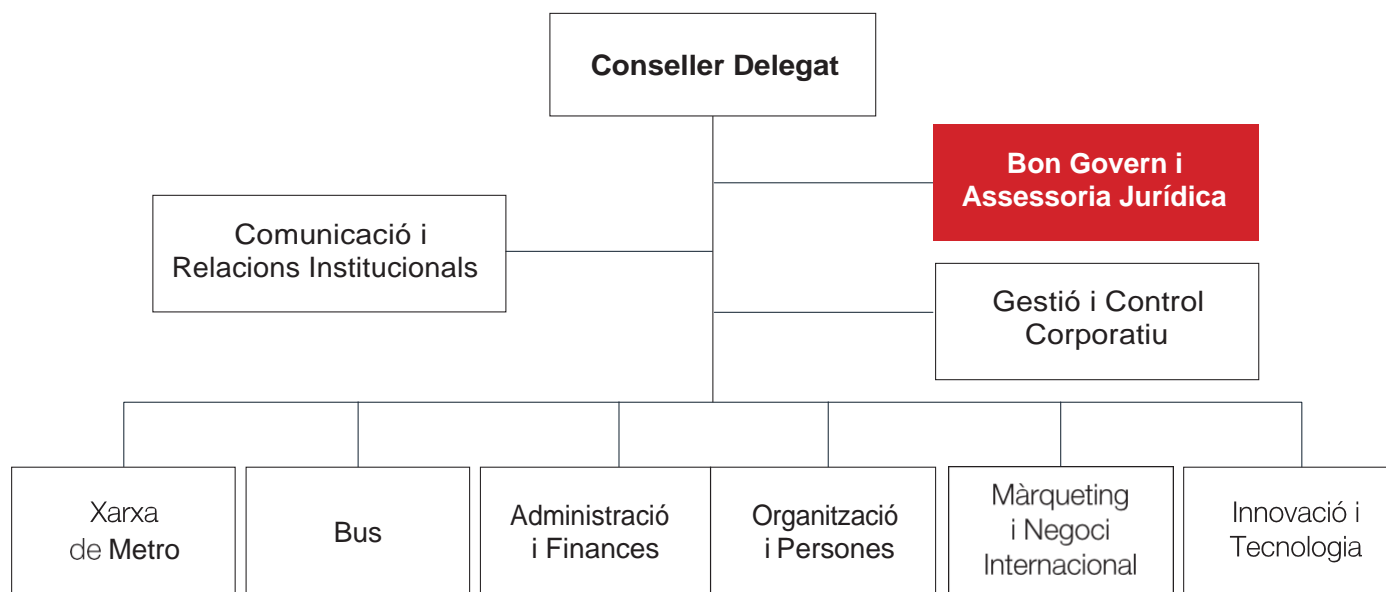 Conseller Delegat
Bon Govern i
Assessoria Jurídica
Comunicació i
Relacions Institucionals
Gestió i Control
Corporatiu
Xarxa
de Metro
Bus
Administració
i Finances
Organització
i Persones
Màrqueting
i Negoci
Internacional
Innovació i
Tecnologia